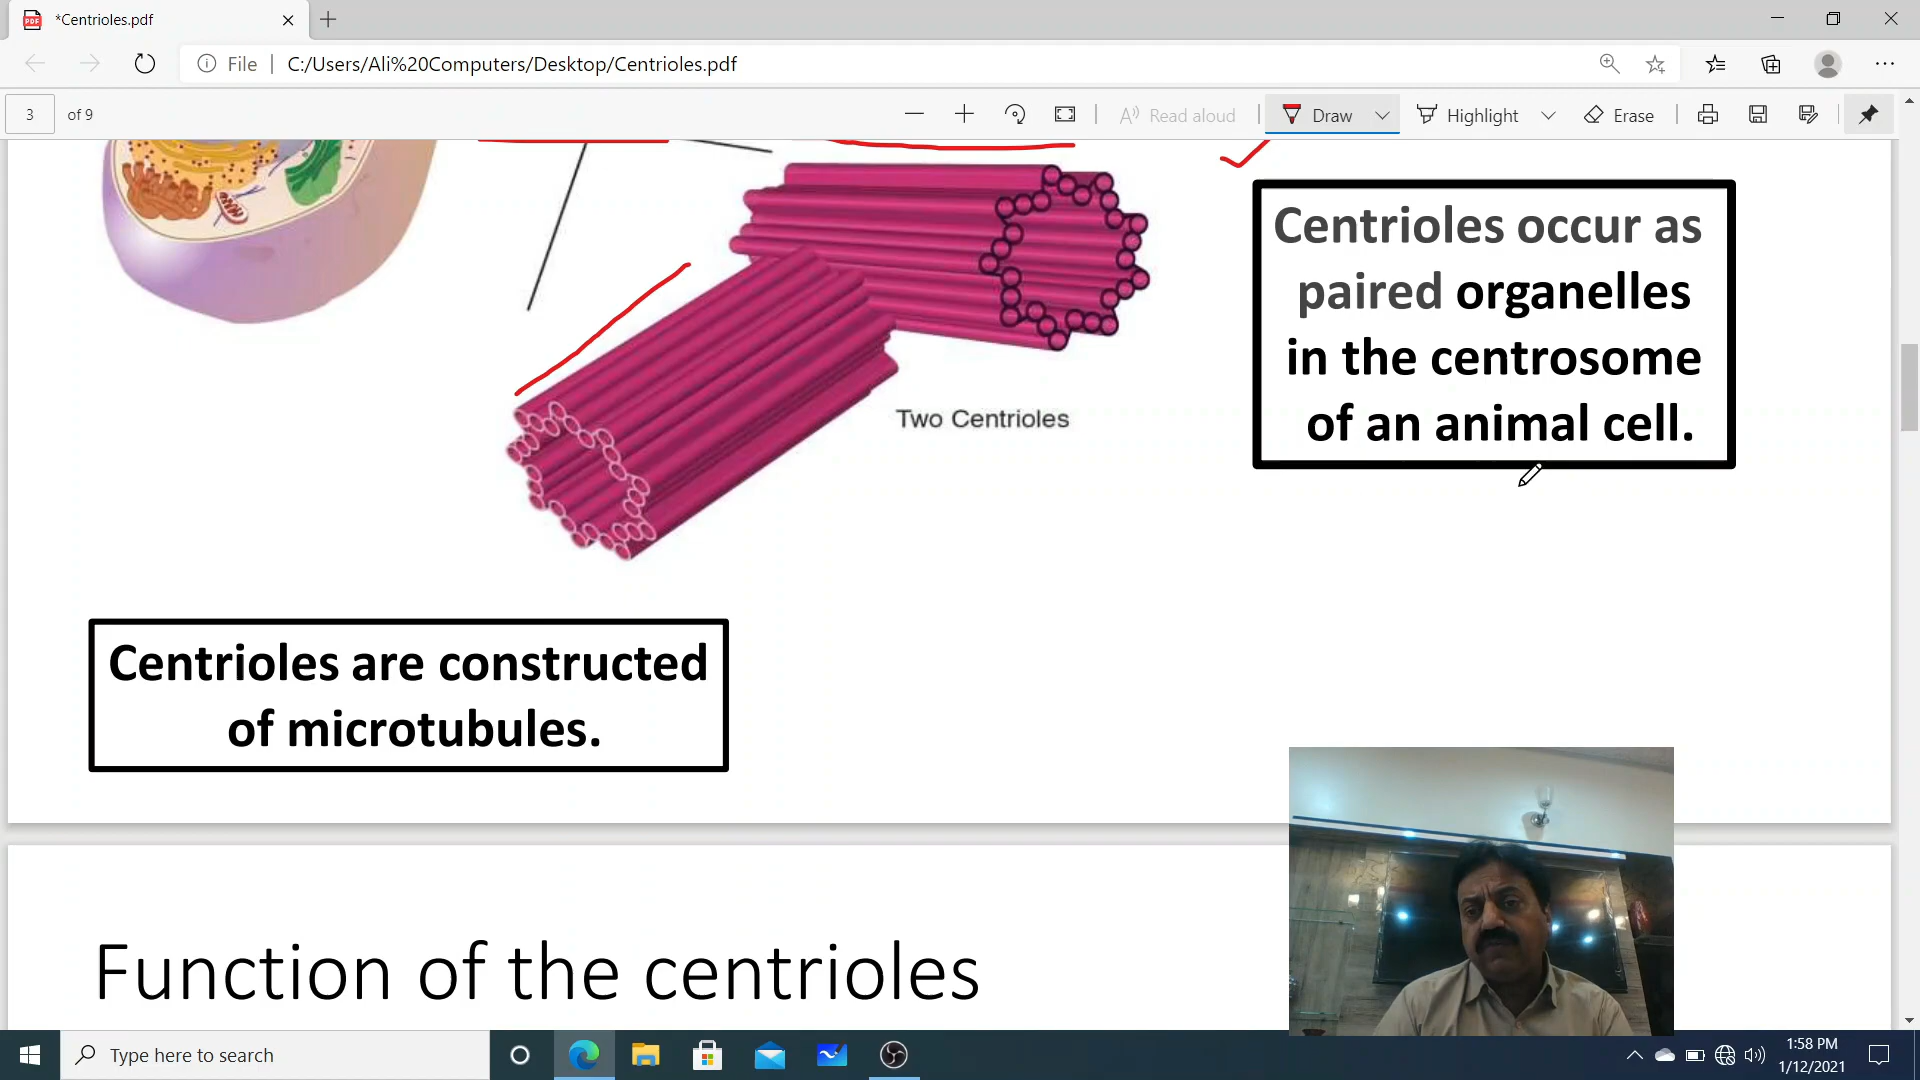 *Centrioles.pdf
File
C:/Users/Ali%20Computers/Desktop/Centrioles.pdf
3 of 9
Read aloud
Draw
Highlight
Erase
Centrioles occur as
paired organelles
in the centrosome
of an animal cell.
Two Centrioles
Centrioles are constructed
of microtubules.
Function of the centrioles
Type here to search
1:58 PM
1/12/2021